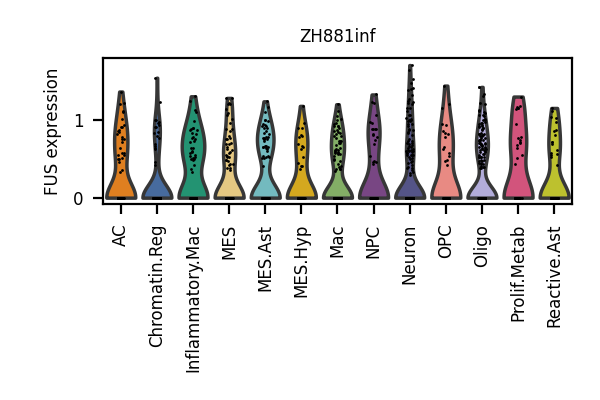 ZH881inf
FUS expression
1
0
AC
Chromatin.Reg
Inflammatory.Mac
MES
MES.Ast
MES.Hyp
Mac
NPC
Neuron
OPC
Oligo
Prolif.Metab
Reactive.Ast